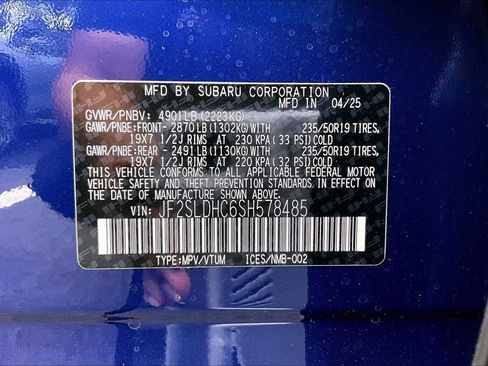 MFD BY SUBARU CORPORATION
MFD IN 04/25
GVWR/PNBV: 4901LB (2223KG)
GAWR/PNBE:FRONT- 2870LB(1302KG)WITH 235/50R19 TIRES,
19X7 1/2J RIMS AT 230 KPA ( 33 PSI) COLD
GAWR/PNBE:REAR - 2491LB(1130KG)WITH 235/50R19 TIRES,
19X7 1/2J RIMS AT 220 KPA ( 32 PSI) COLD
THIS VEHICLE CONFORMS TO ALL APPLICABLE FEDERAL MOTOR
VEHICLE SAFETY AND THEFT PREVENTION STANDARDS IN EFFECT
ON THE DATE OF MANUFACTURE SHOWN ABOVE.
VIN: JF2SLDHC6SH578485
TYPE:MPV/VTUM ICES/NMB-002